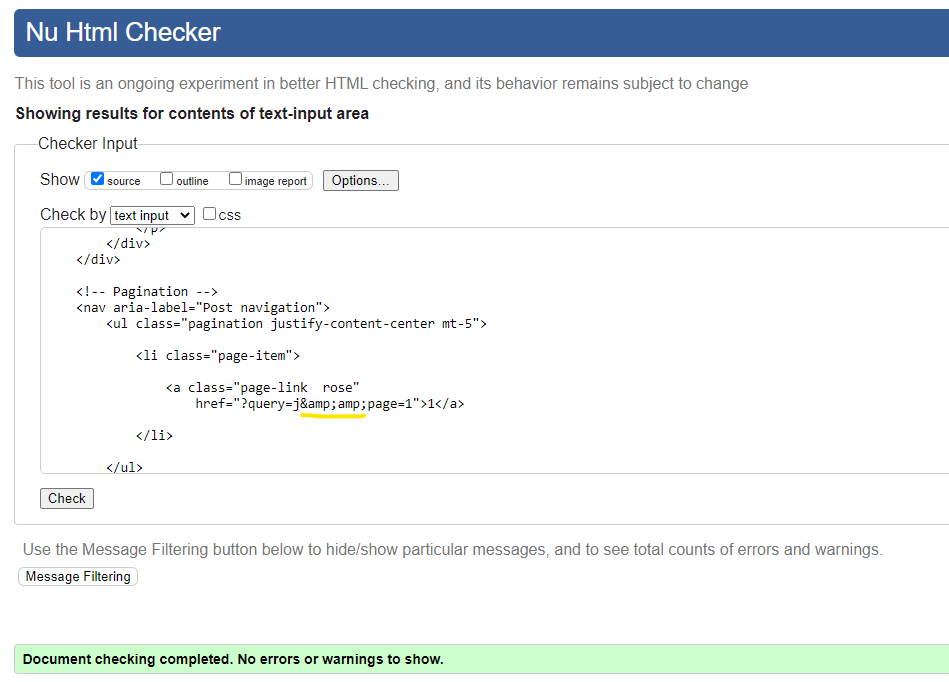 Nu Html Checker
This tool is an ongoing experiment in better HTML checking, and its behavior remains subject to change
Showing results for contents of text-input area
Checker Input
Show source outline image report Options...
Check by text input css
</p>
</div>
</div>
<!-- Pagination -->
<nav aria-label="Post navigation">
<ul class="pagination justify-content-center mt-5">
<li class="page-item">
<a class="page-link  rose"
href="?query=j&amp;amp;page=1">1</a>
</li>
</ul>
Check
Use the Message Filtering button below to hide/show particular messages, and to see total counts of errors and warnings.
Message Filtering
Document checking completed. No errors or warnings to show.